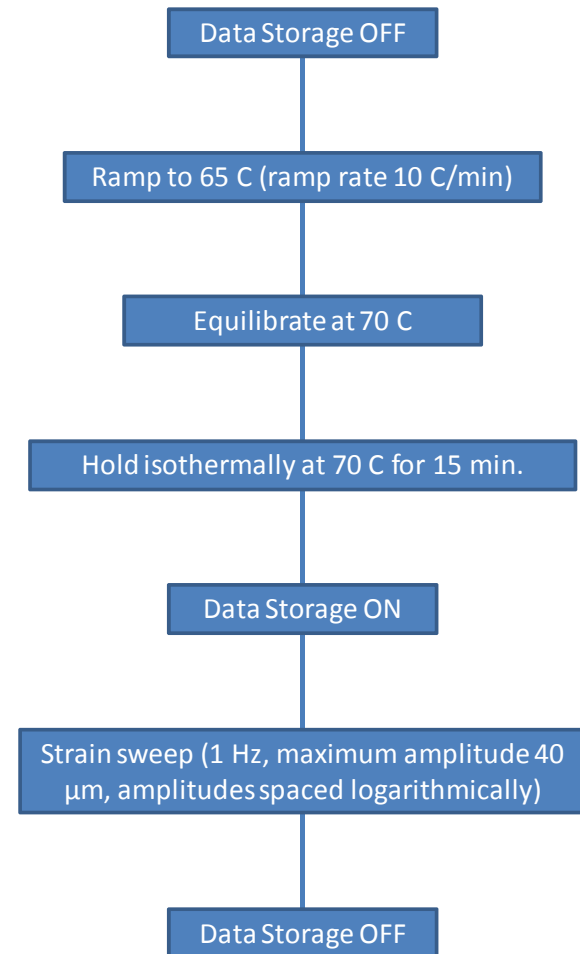 Data Storage OFF
Ramp to 65 C (ramp rate 10 C/min)
Equilibrate at 70 C
Hold isothermally at 70 C for 15 min.
Data Storage ON
Strain sweep (1 Hz, maximum amplitude 40
µm, amplitudes spaced logarithmically)
Data Storage OFF